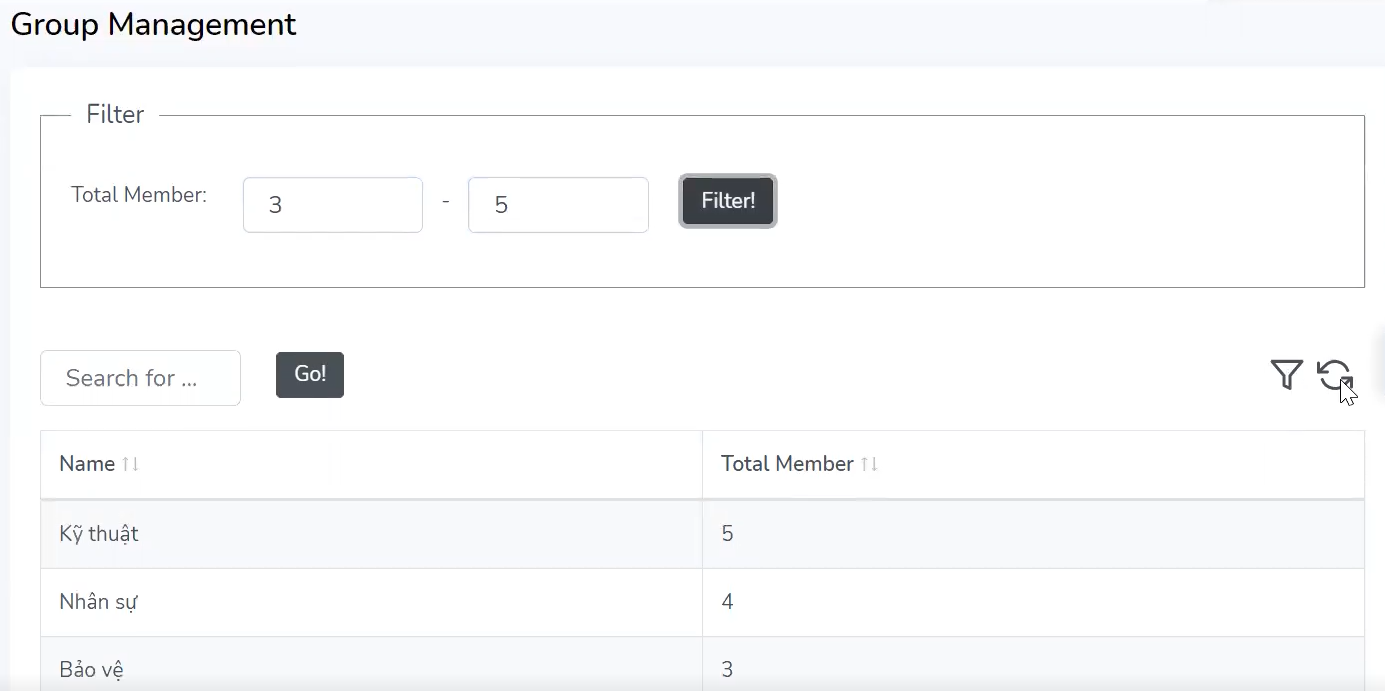 Group Management
Filter
Total Member: 3 - 5 Filter!
Search for ... Go!
Name ↑↓ Total Member ↑↓
Kỹ thuật 5
Nhân sự 4
Bảo vệ 3